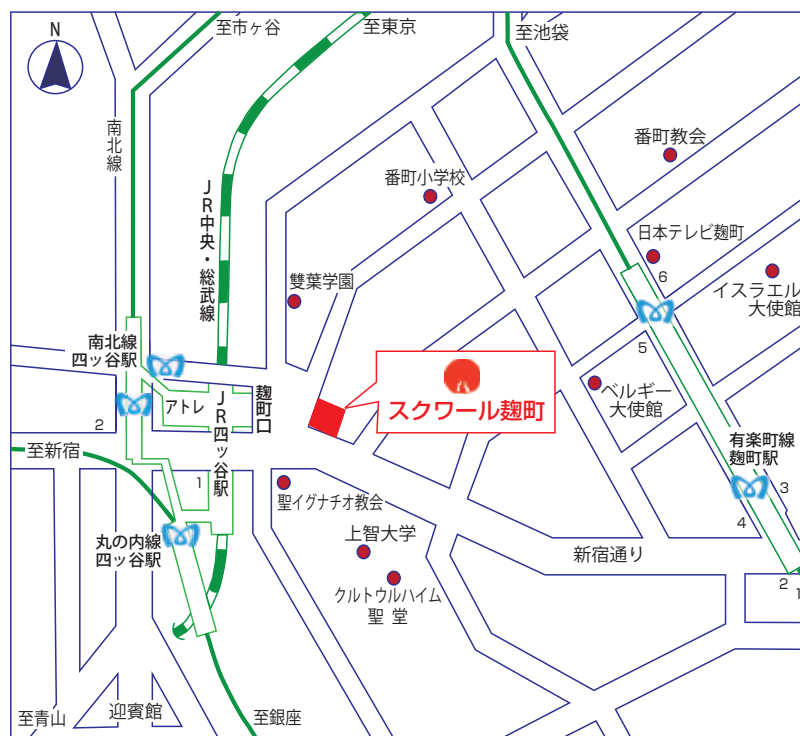 N
至市ヶ谷
至東京
至池袋
南北線
番町教会
番町小学校
JR中央・総武線
日本テレビ麹町
6
イスラエル
大使館
雙葉学園
5
南北線
四ッ谷駅
アトレ
麹町口
JR四ッ谷駅
スクワール麹町
ベルギー
大使館
2
至新宿
有楽町線
麹町駅
1
3
聖イグナチオ教会
4
丸の内線
四ッ谷駅
上智大学
新宿通り
クルトゥルハイム
聖 堂
2
1
至青山
迎賓館
至銀座